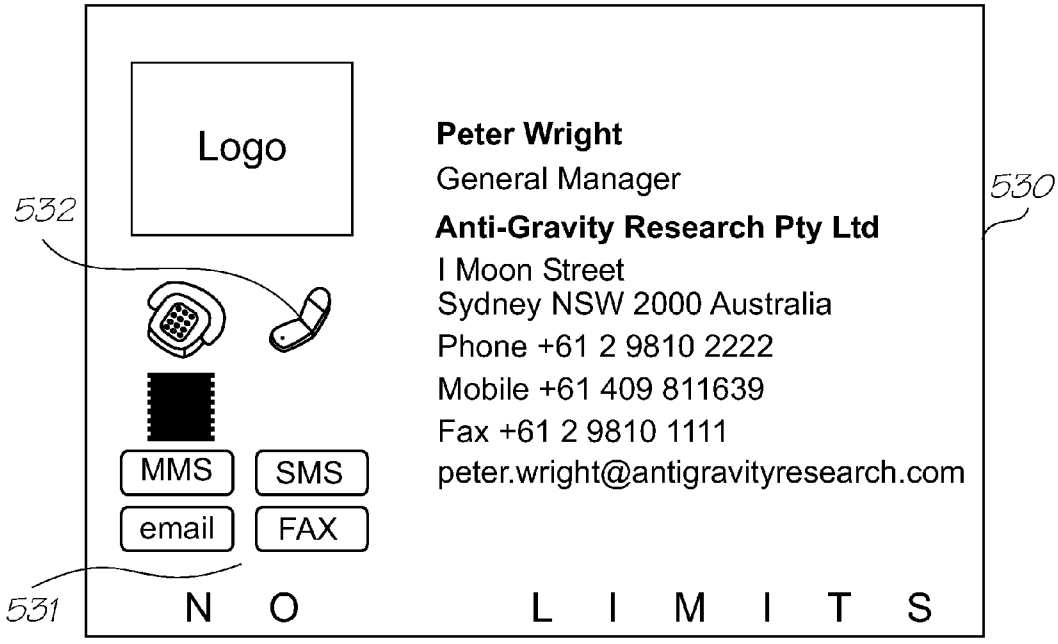 Logo
Peter Wright
General Manager
Anti-Gravity Research Pty Ltd
I Moon Street
Sydney NSW 2000 Australia
Phone +61 2 9810 2222
Mobile +61 409 811639
Fax +61 2 9810 1111
peter.wright@antigravityresearch.com
532
530
MMS SMS
email FAX
531
NO LIMITS